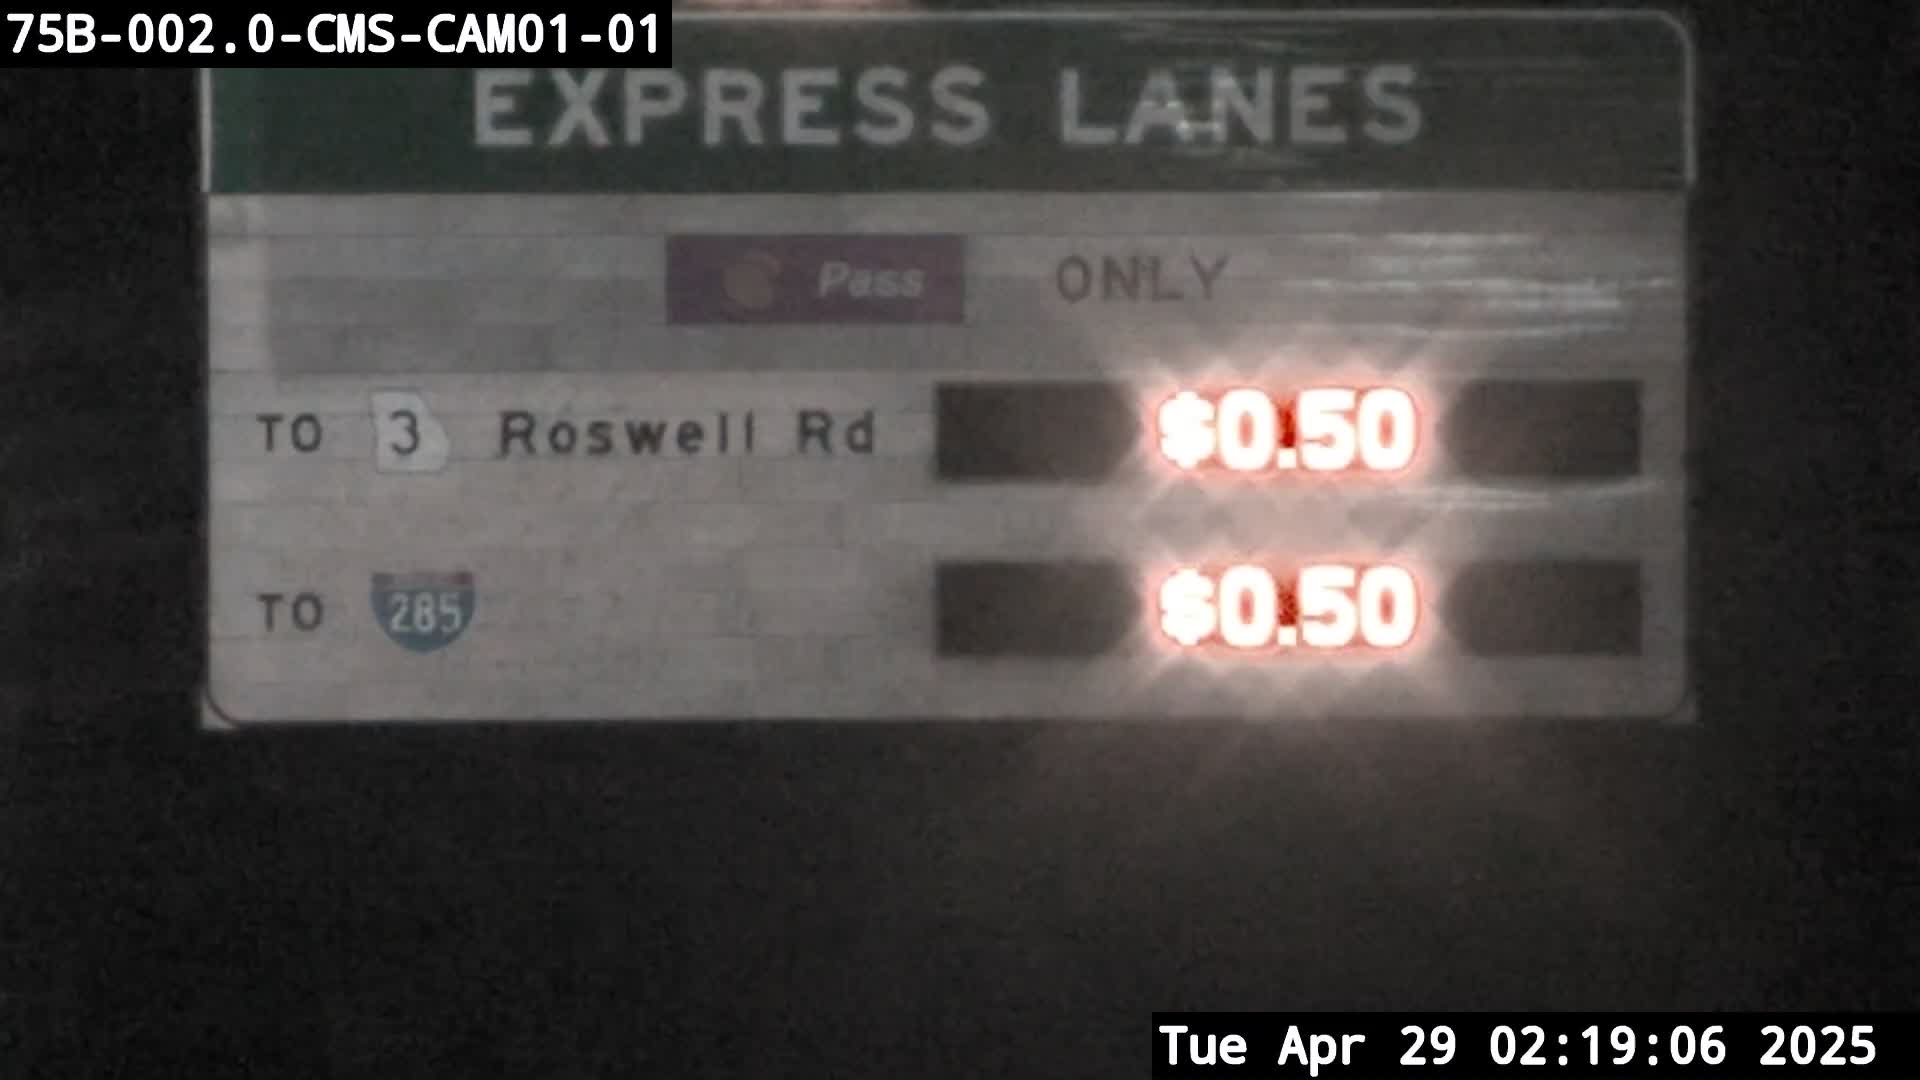 75B-002.0-CMS-CAM01-01
EXPRESS LANES
Pass ONLY
TO 3 Roswell Rd $0.50
TO 285 $0.50
Tue Apr 29 02:19:06 2025